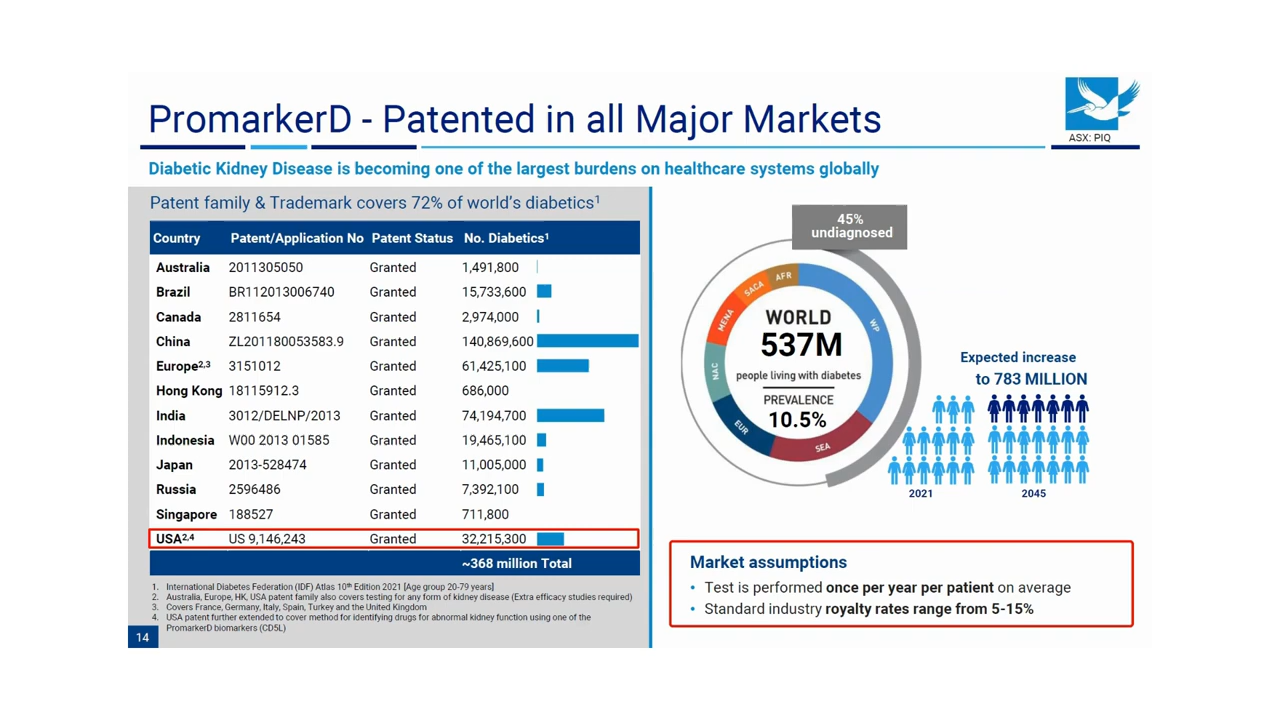 PromarkerD - Patented in all Major Markets
ASX: PIQ
Diabetic Kidney Disease is becoming one of the largest burdens on healthcare systems globally
Patent family & Trademark covers 72% of world's diabetics¹
Country Patent/Application No Patent Status No. Diabetics¹
Australia 2011305050 Granted 1,491,800
Brazil BR112013006740 Granted 15,733,600
Canada 2811654 Granted 2,974,000
China ZL201180053583.9 Granted 140,869,600
Europe²,³ 3151012 Granted 61,425,100
Hong Kong 18115912.3 Granted 686,000
India 3012/DELNP/2013 Granted 74,194,700
Indonesia W00 2013 01585 Granted 19,465,100
Japan 2013-528474 Granted 11,005,000
Russia 2596486 Granted 7,392,100
Singapore 188527 Granted 711,800
USA²,⁴ US 9,146,243 Granted 32,215,300
~368 million Total
1. International Diabetes Federation (IDF) Atlas 10th Edition 2021 [Age group 20-79 years]
2. Australia, Europe, HK, USA patent family also covers testing for any form of kidney disease (Extra efficacy studies required)
3. Covers France, Germany, Italy, Spain, Turkey and the United Kingdom
4. USA patent further extended to cover method for identifying drugs for abnormal kidney function using one of the
PromarkerD biomarkers (CD5L)
14
45%
undiagnosed
AFR
SACA
MENA
NAC
EUR
SEA
WP
WORLD
537M
people living with diabetes
PREVALENCE
10.5%
Expected increase
to 783 MILLION
2021
2045
Market assumptions
• Test is performed once per year per patient on average
• Standard industry royalty rates range from 5-15%